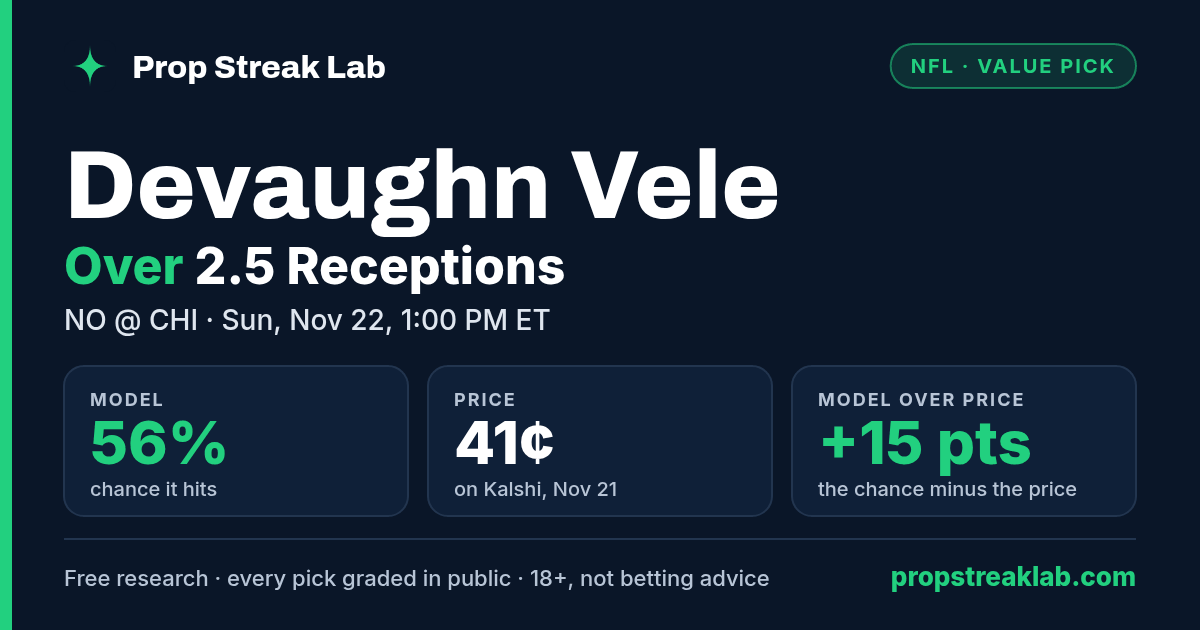 Prop Streak Lab
NFL · VALUE PICK
Devaughn Vele
Over 2.5 Receptions
NO @ CHI · Sun, Nov 22, 1:00 PM ET
MODEL
56%
chance it hits
PRICE
41¢
on Kalshi, Nov 21
MODEL OVER PRICE
+15 pts
the chance minus the price
Free research · every pick graded in public · 18+, not betting advice
propstreaklab.com